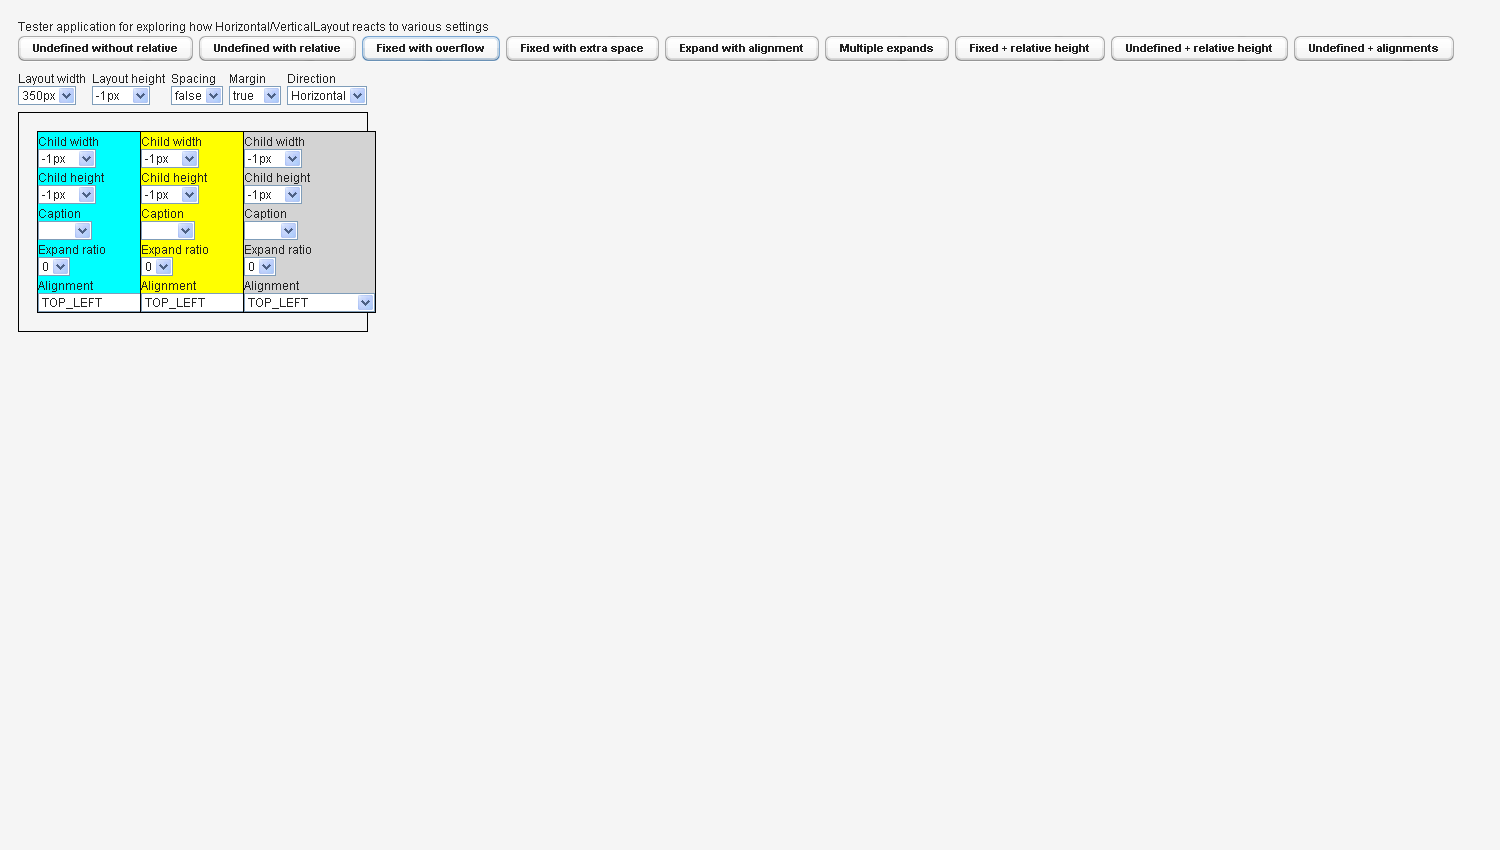 Tester application for exploring how Horizontal/VerticalLayout reacts to various settings
Undefined without relative Undefined with relative Fixed with overflow Fixed with extra space Expand with alignment Multiple expands Fixed + relative height Undefined + relative height Undefined + alignments
Layout width Layout height Spacing Margin Direction
350px -1px false true Horizontal
Child width Child width Child width
-1px -1px -1px
Child height Child height Child height
-1px -1px -1px
Caption Caption Caption
Expand ratio Expand ratio Expand ratio
0 0 0
Alignment Alignment Alignment
TOP_LEFT TOP_LEFT TOP_LEFT